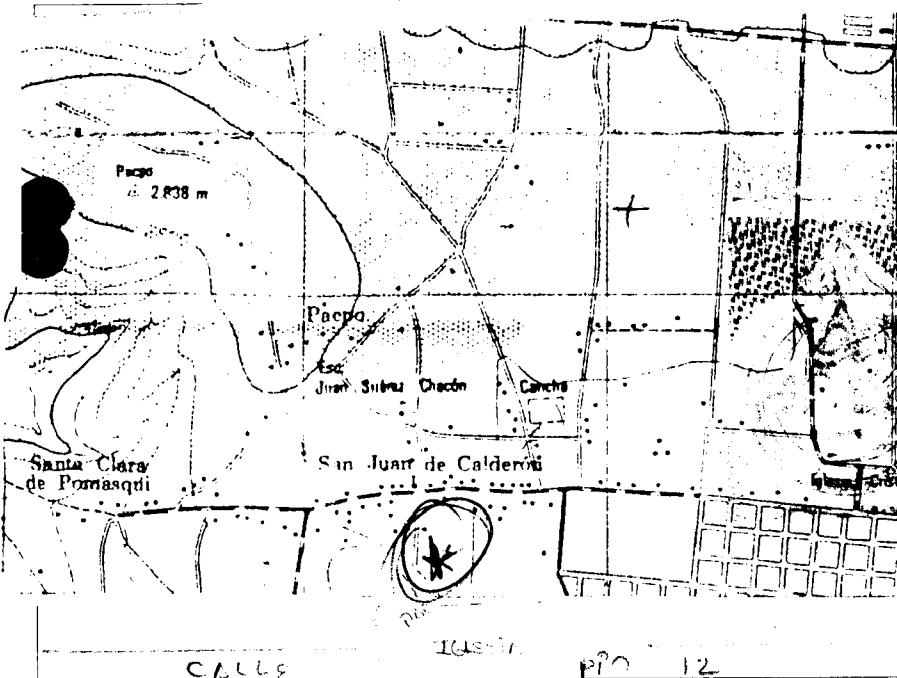 Pacpo
2.838 m
Pacpo
Esc.
Juan Suárez Chacón
Cancha
Santa Clara
de Pomasqui
San Juan de Calderón
Iglesia
CALLE
PIO 12